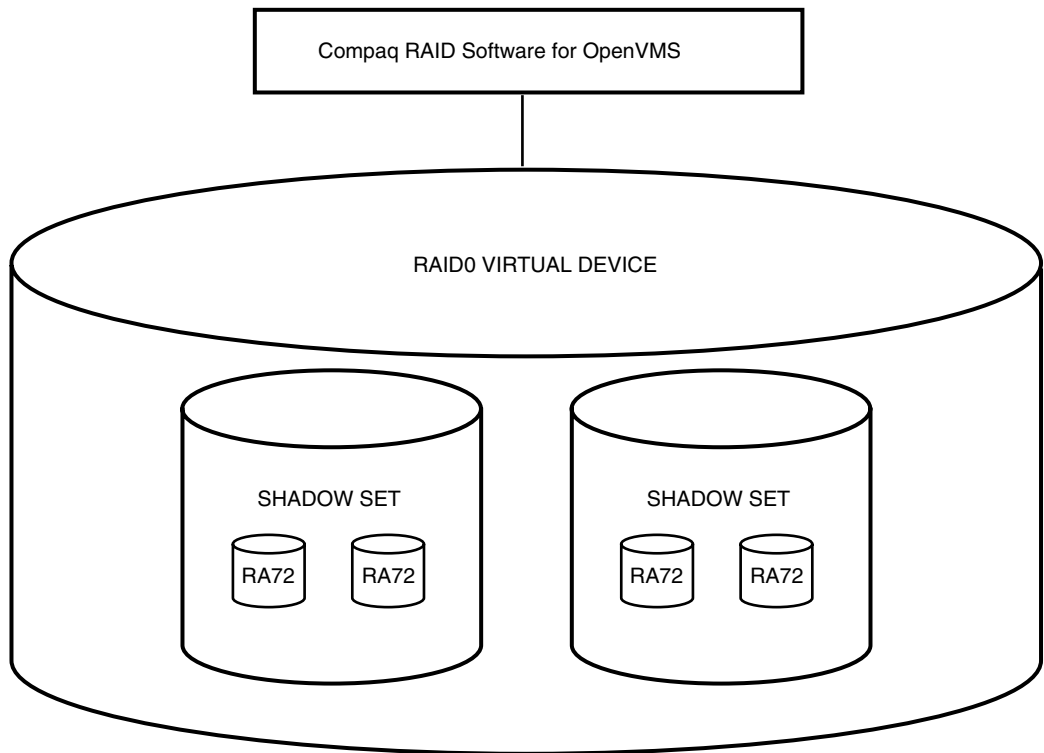 Compaq RAID Software for OpenVMS
RAID0 VIRTUAL DEVICE
SHADOW SET
SHADOW SET
RA72
RA72
RA72
RA72